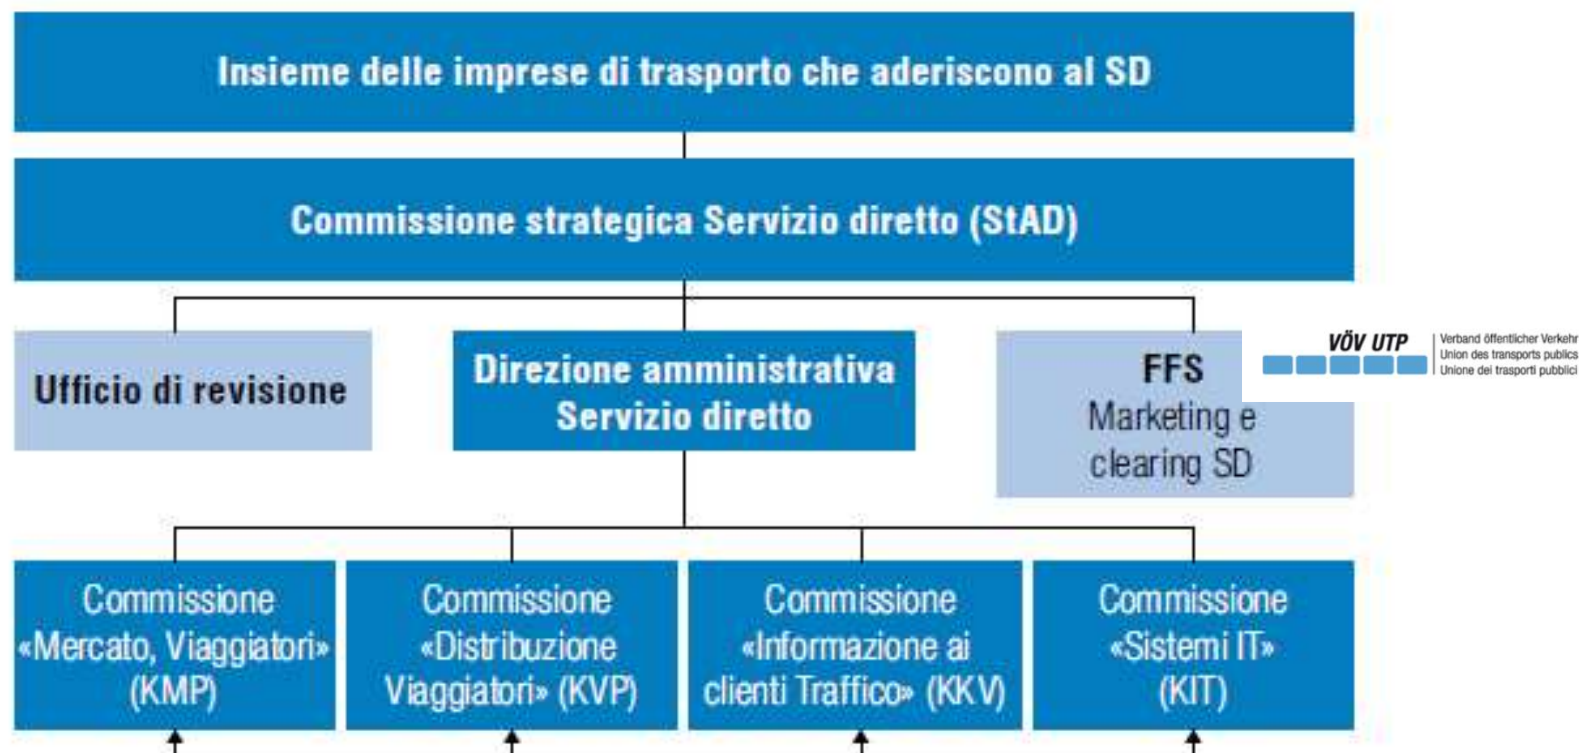 Insieme delle imprese di trasporto che aderiscono al SD
Commissione strategica Servizio diretto (StAD)
Ufficio di revisione
Direzione amministrativa
Servizio diretto
FFS
Marketing e
clearing SD
VÖV UTP
Verband öffentlicher Verkehr
Union des transports publics
Unione dei trasporti pubblici
Commissione
«Mercato, Viaggiatori»
(KMP)
Commissione
«Distribuzione
Viaggiatori» (KVP)
Commissione
«Informazione ai
clienti Traffico» (KKV)
Commissione
«Sistemi IT»
(KIT)